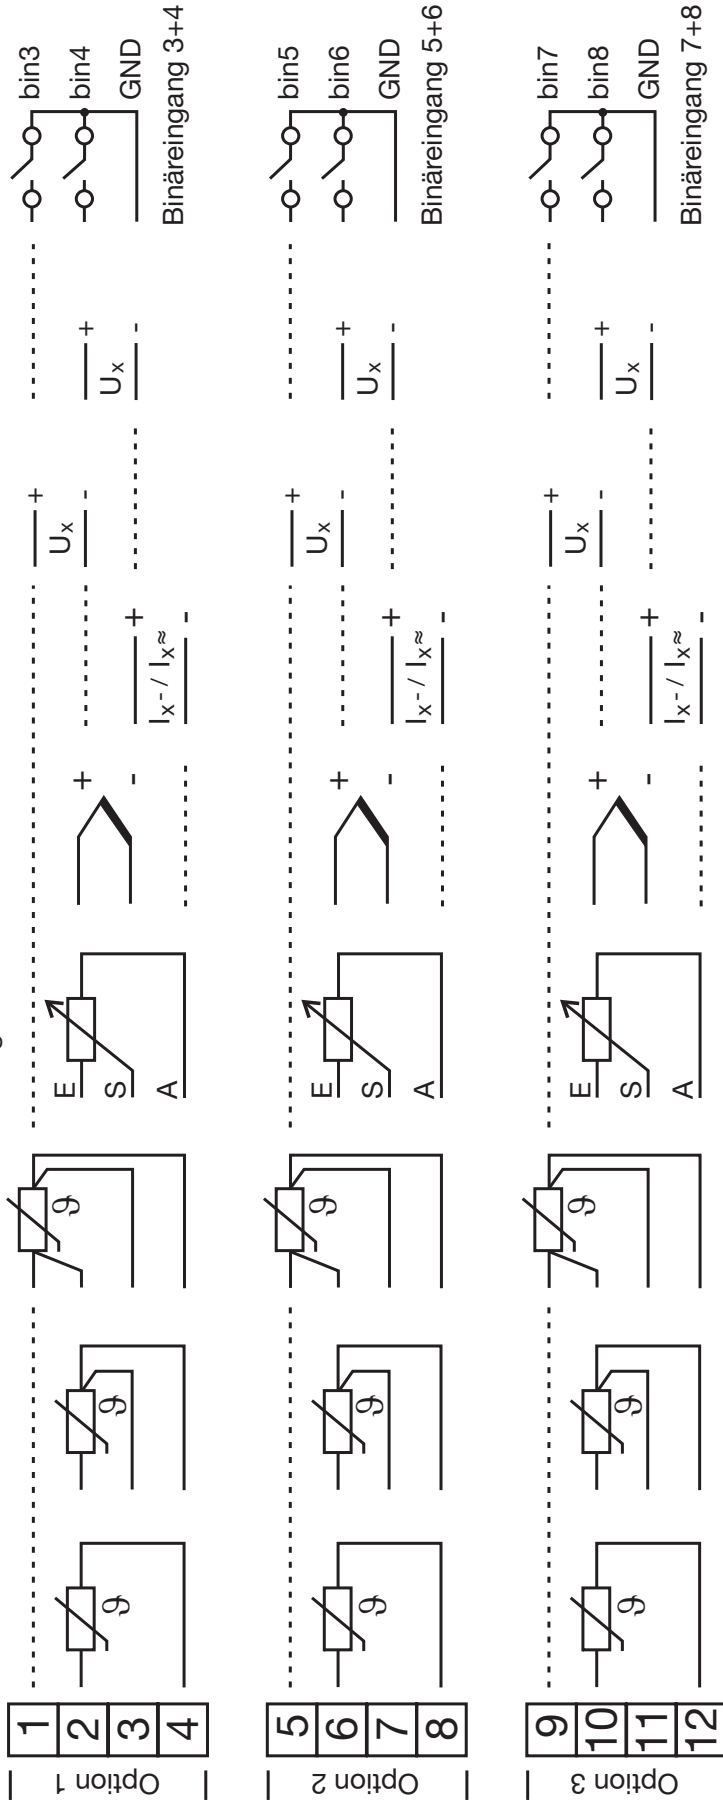 Option 1
1 + bin3
ϑ Ux
2 E + - + bin4
ϑ ϑ Ux
3 S - + - GND
Ix- / Ix≈
4 A - Binäreingang 3+4
Option 2
5 + bin5
ϑ Ux
6 E + - + bin6
ϑ ϑ Ux
7 S - + - GND
Ix- / Ix≈
8 A - Binäreingang 5+6
Option 3
9 + bin7
ϑ Ux
10 E + - + bin8
ϑ ϑ Ux
11 S - + - GND
Ix- / Ix≈
12 A - Binäreingang 7+8